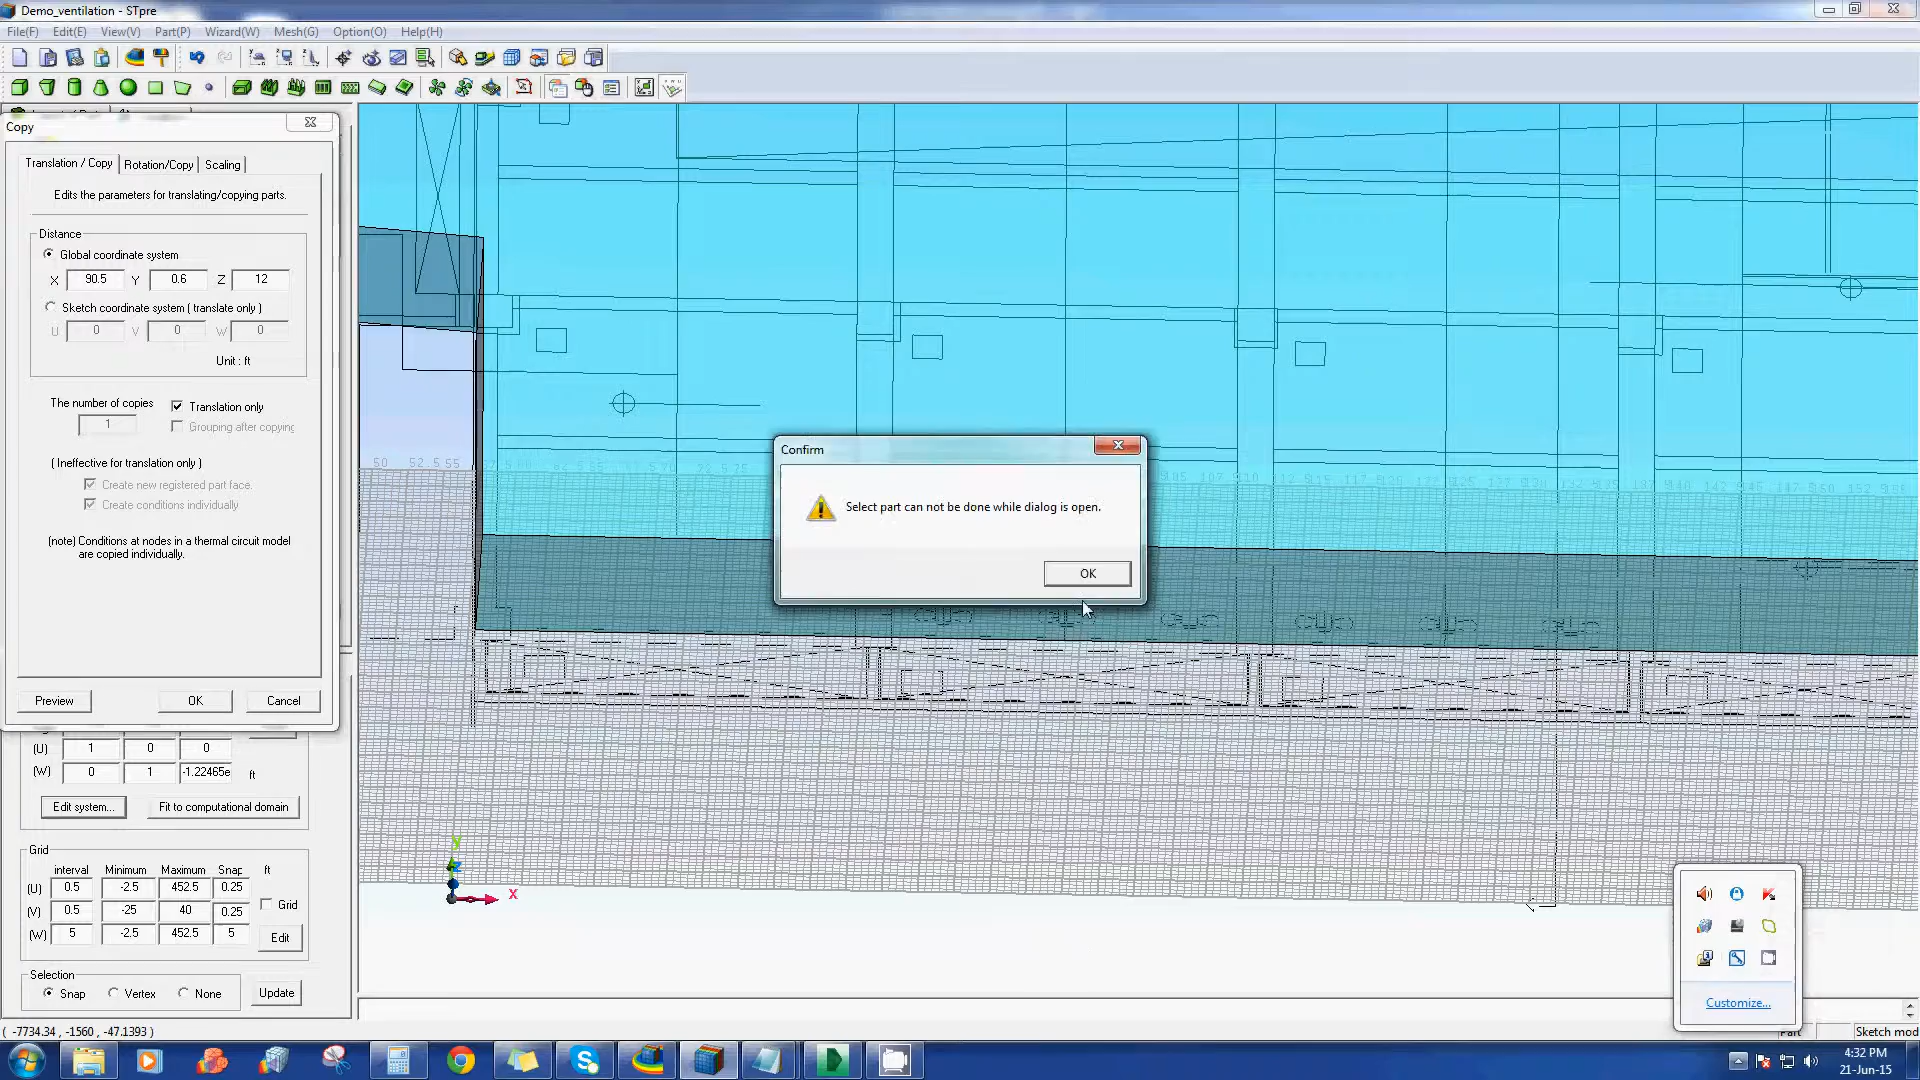 Demo_ventilation - STpre
File(F) Edit(E) View(V) Part(P) Wizard(W) Mesh(G) Option(O) Help(H)
Copy
Translation / Copy Rotation/Copy Scaling
Edits the parameters for translating/copying parts.
Distance
Global coordinate system
X 90.5 Y 0.6 Z 12
Sketch coordinate system ( translate only )
U 0 V 0 W 0
Unit : ft
The number of copies
1
Translation only
Grouping after copying
( Ineffective for translation only )
Create new registered part face.
Create conditions individually
(note) Conditions at nodes in a thermal circuit model
are copied individually.
Preview OK Cancel
(U) 1 0 0
(W) 0 1 -1.22465e ft
Edit system... Fit to computational domain
Grid
interval Minimum Maximum Snap ft
(U) 0.5 -2.5 452.5 0.25
(V) 0.5 -25 40 0.25
(W) 5 -2.5 452.5 5
Grid
Edit
Selection
Snap Vertex None Update
( -7734.34 , -1560 , -47.1393 )
Confirm
Select part can not be done while dialog is open.
OK
50 52.5 55
y
x
Customize...
Part
Sketch mod
4:32 PM
21-Jun-15